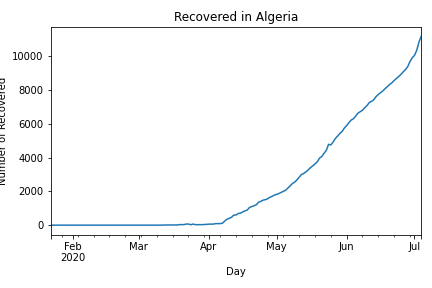 Recovered in Algeria
Number of Recovered
10000
8000
6000
4000
2000
0
Feb
2020
Mar
Apr
May
Jun
Jul
Day